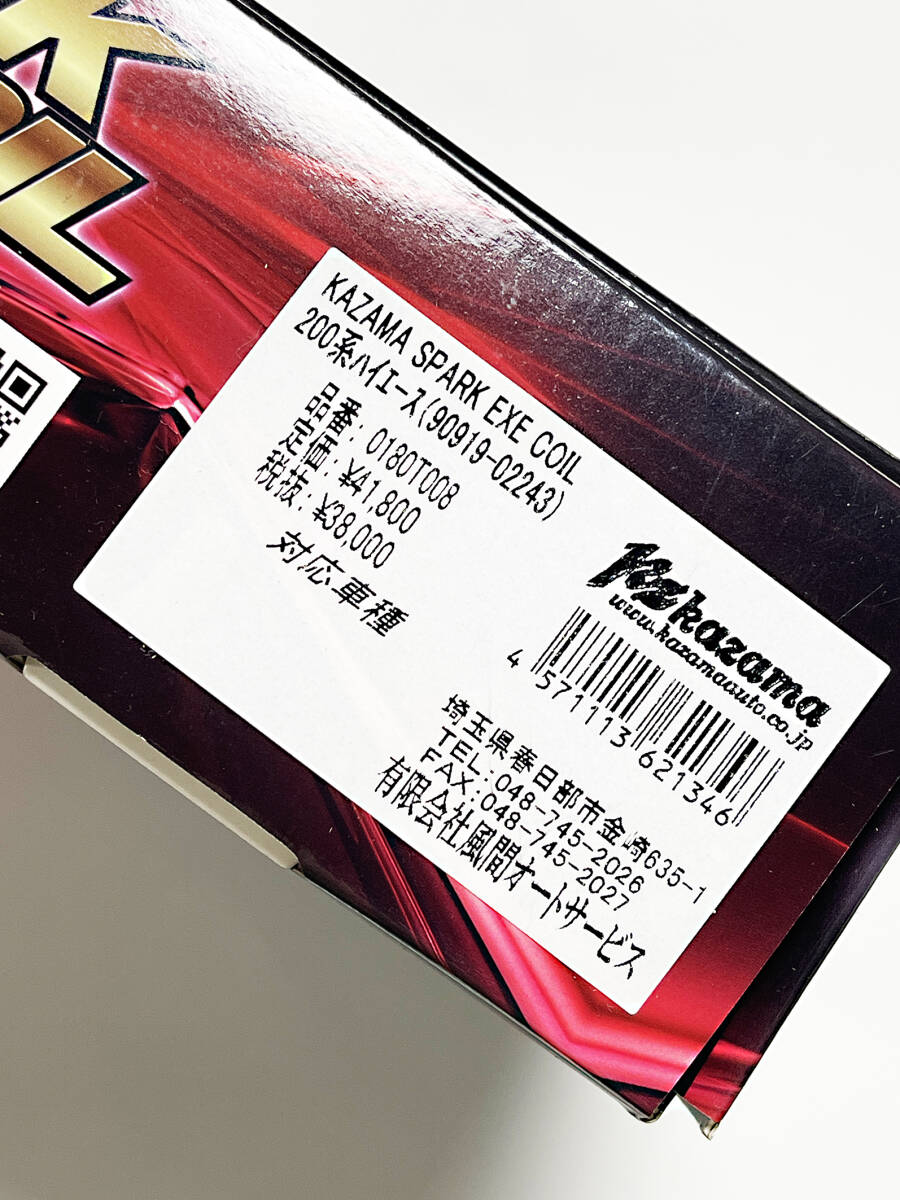 KAZAMA SPARK EXE COIL
200系ハイエース(90919-02243)
品番: 0180T008
定価: ¥41,800
税抜: ¥38,000
対応車種
kazama
www.kazamaauto.co.jp
4 571113 621346
埼玉県春日部市金崎635-1
TEL:048-745-2026
FAX:048-745-2027
有限会社風間オートサービス